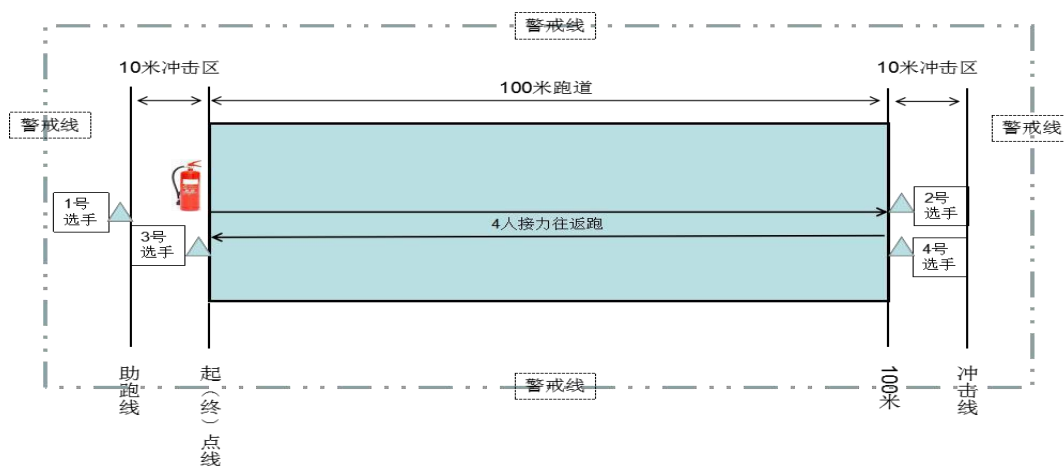 警戒线
10米冲击区
10米冲击区
100米跑道
警戒线
警戒线
1号
选手
2号
选手
4人接力往返跑
3号
选手
4号
选手
警戒线
助跑线
起(终)点线
100米
冲击线